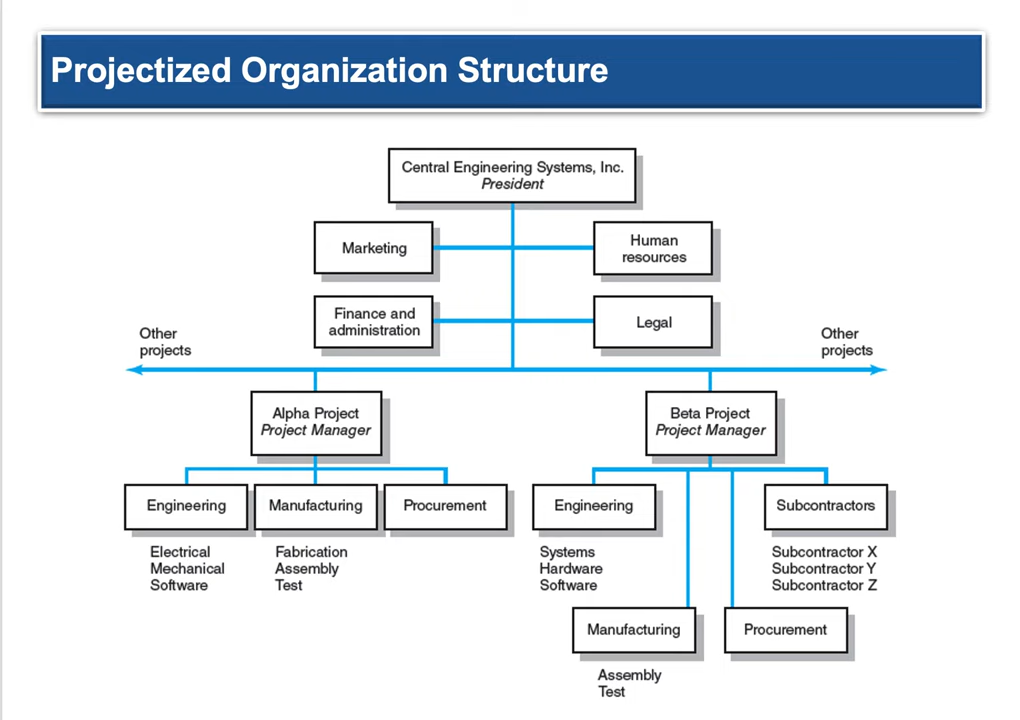 Projectized Organization Structure
Central Engineering Systems, Inc.
President
Marketing
Human
resources
Finance and
administration
Legal
Other
projects
Other
projects
Alpha Project
Project Manager
Beta Project
Project Manager
Engineering
Manufacturing
Procurement
Engineering
Subcontractors
Electrical
Mechanical
Software
Fabrication
Assembly
Test
Systems
Hardware
Software
Subcontractor X
Subcontractor Y
Subcontractor Z
Manufacturing
Procurement
Assembly
Test